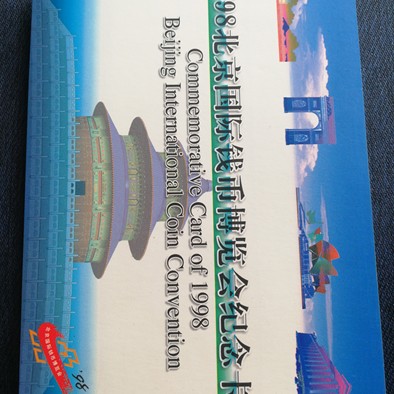 98北京国际钱币博览会纪念卡
Commemorative Card of 1998
Beijing International Coin Convention
'98